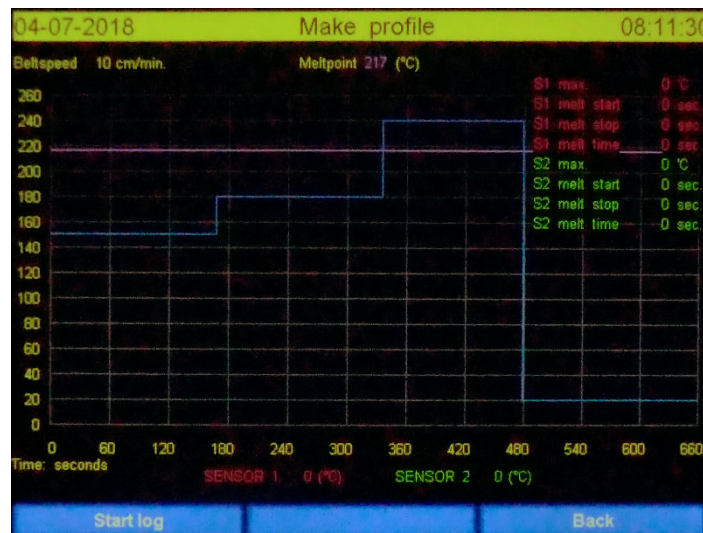 04-07-2018 Make profile 08:11:30
Beltspeed 10 cm/min. Meltpoint 217 (°C)
S1 max. 0 °C
S1 melt start 0 sec.
S1 melt stop 0 sec.
S1 melt time 0 sec.
S2 max. 0 °C
S2 melt start 0 sec.
S2 melt stop 0 sec.
S2 melt time 0 sec.
260
240
220
200
180
160
140
120
100
80
60
40
20
0
0 60 120 180 240 300 360 420 480 540 600 660
Time: seconds
SENSOR 1 0 (°C) SENSOR 2 0 (°C)
Start log Back